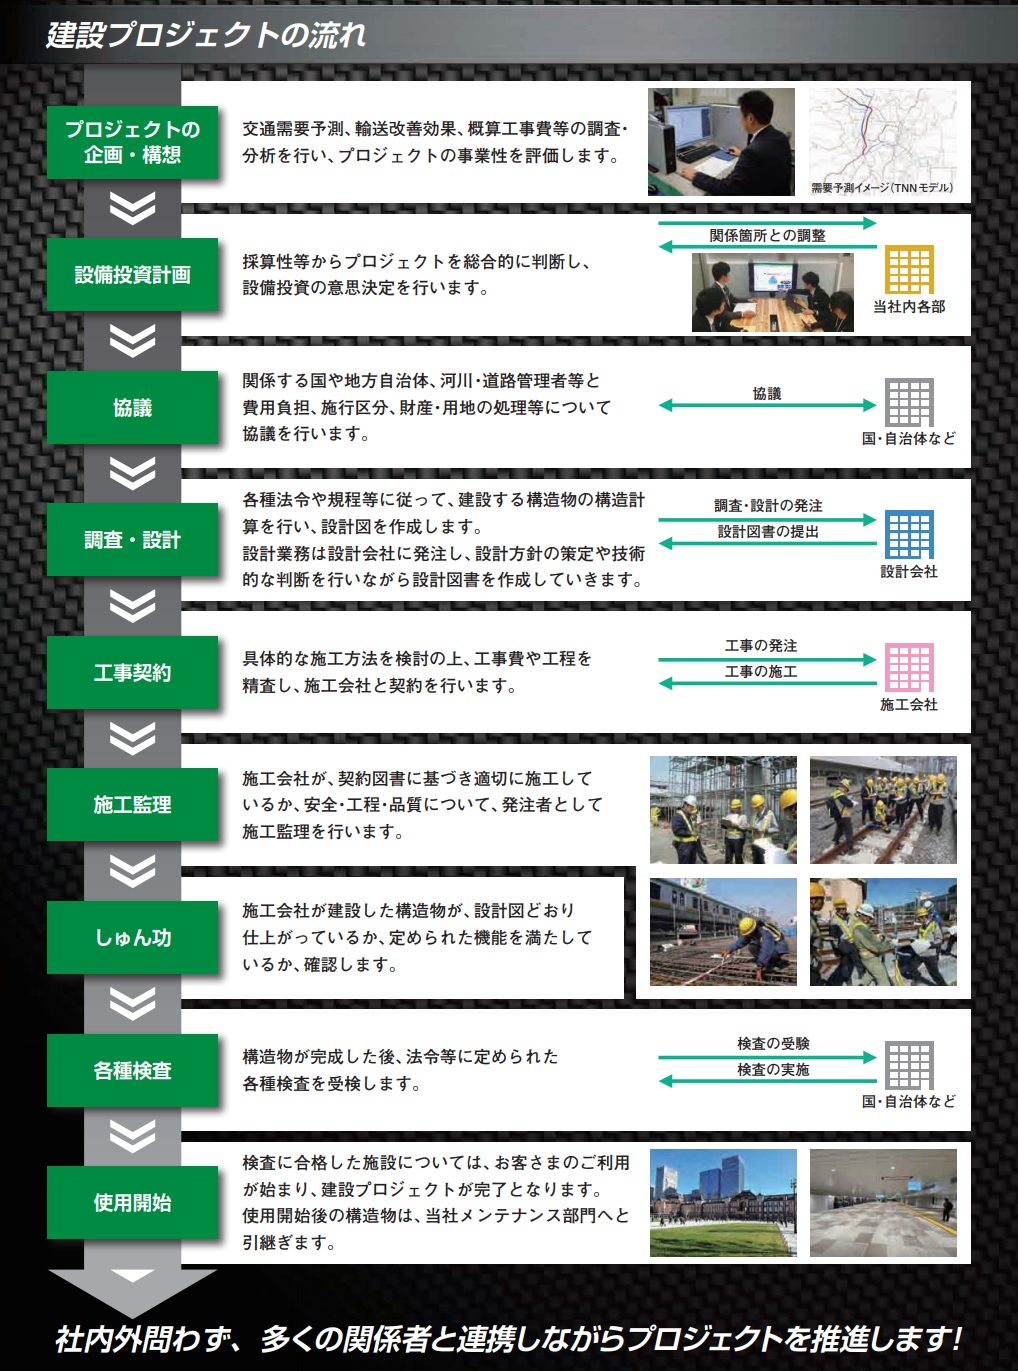 建設プロジェクトの流れ
プロジェクトの
企画・構想
交通需要予測、輸送改善効果、概算工事費等の調査・
分析を行い、プロジェクトの事業性を評価します。
需要予測イメージ(TNNモデル)
設備投資計画
採算性等からプロジェクトを総合的に判断し、
設備投資の意思決定を行います。
関係箇所との調整
当社内各部
協議
関係する国や地方自治体、河川・道路管理者等と
費用負担、施行区分、財産・用地の処理等について
協議を行います。
協議
国・自治体など
調査・設計
各種法令や規程等に従って、建設する構造物の構造計
算を行い、設計図を作成します。
設計業務は設計会社に発注し、設計方針の策定や技術
的な判断を行いながら設計図書を作成していきます。
調査・設計の発注
設計図書の提出
設計会社
工事契約
具体的な施工方法を検討の上、工事費や工程を
精査し、施工会社と契約を行います。
工事の発注
工事の施工
施工会社
施工監理
施工会社が、契約図書に基づき適切に施工して
いるか、安全・工程・品質について、発注者として
施工監理を行います。
しゅん功
施工会社が建設した構造物が、設計図どおり
仕上がっているか、定められた機能を満たして
いるか、確認します。
各種検査
構造物が完成した後、法令等に定められた
各種検査を受検します。
検査の受験
検査の実施
国・自治体など
使用開始
検査に合格した施設については、お客さまのご利用
が始まり、建設プロジェクトが完了となります。
使用開始後の構造物は、当社メンテナンス部門へと
引継ぎます。
社内外問わず、多くの関係者と連携しながらプロジェクトを推進します!